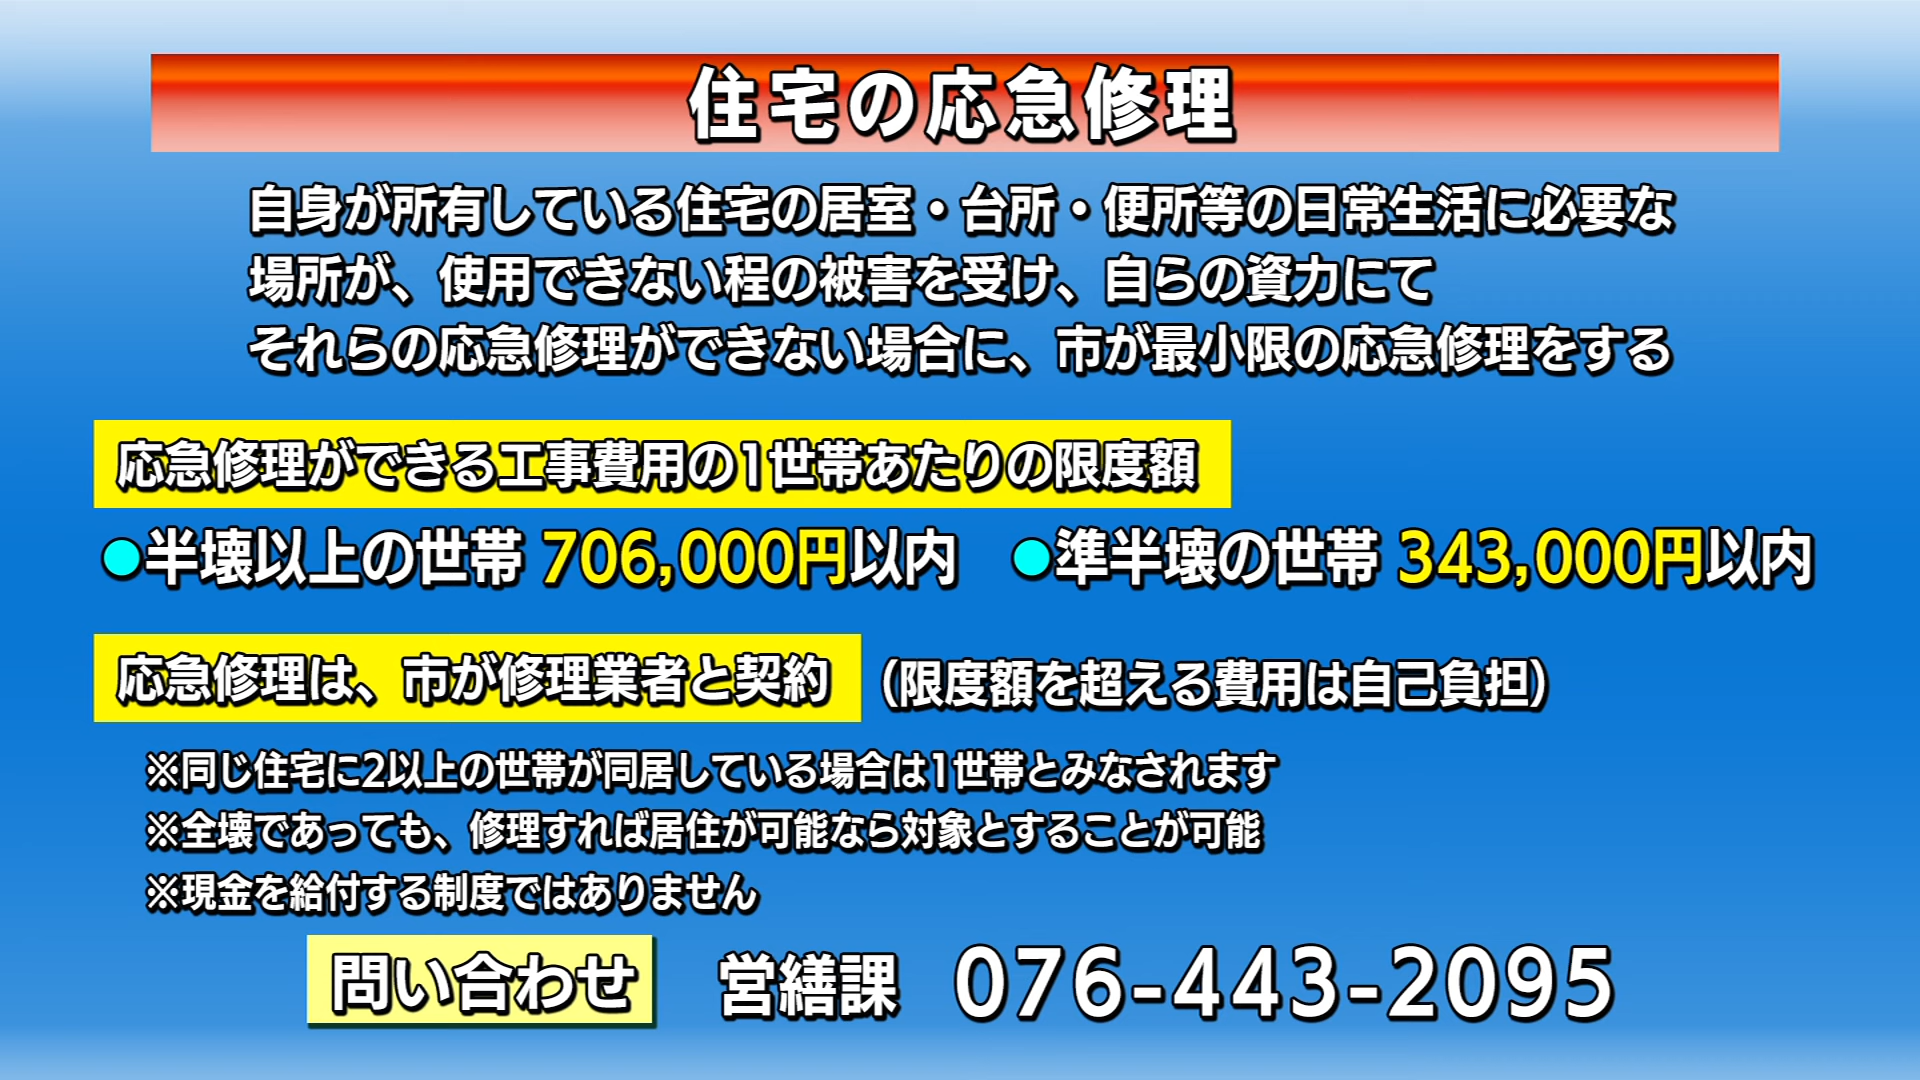 住宅の応急修理
自身が所有している住宅の居室・台所・便所等の日常生活に必要な
場所が、使用できない程の被害を受け、自らの資力にて
それらの応急修理ができない場合に、市が最小限の応急修理をする
応急修理ができる工事費用の1世帯あたりの限度額
●半壊以上の世帯 706,000円以内 ●準半壊の世帯 343,000円以内
応急修理は、市が修理業者と契約 (限度額を超える費用は自己負担)
※同じ住宅に2以上の世帯が同居している場合は1世帯とみなされます
※全壊であっても、修理すれば居住が可能なら対象とすることが可能
※現金を給付する制度ではありません
問い合わせ 営繕課 076-443-2095